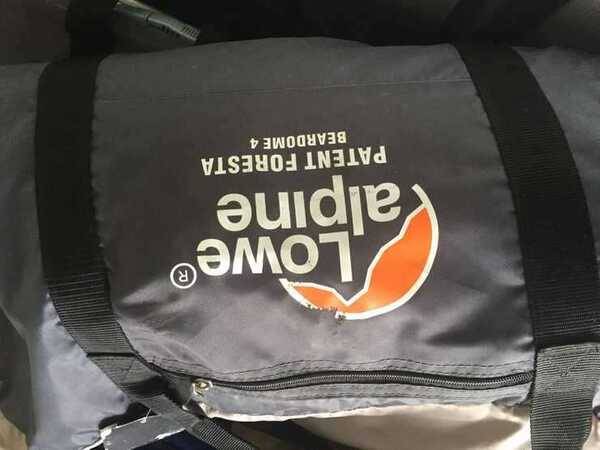 Lowe ®
alpine
PATENT FORESTA
BEARDOME 4